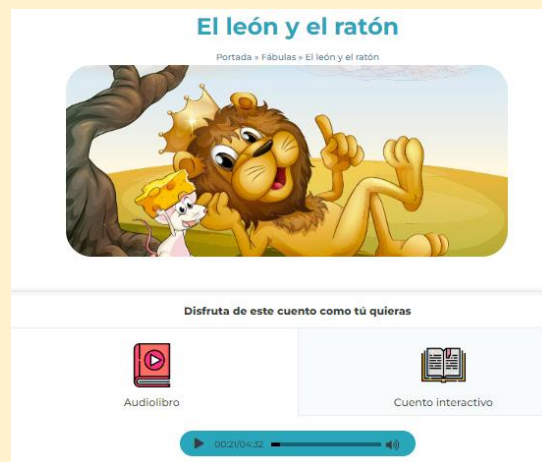 El león y el ratón
Portada » Fábulas » El león y el ratón
Disfruta de este cuento como tú quieras
Audiolibro
Cuento interactivo
00:21/04:32